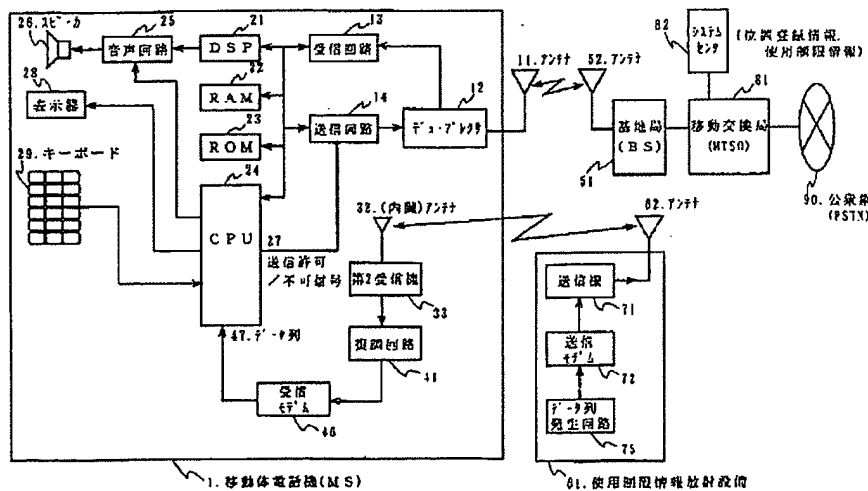 26.スピーカ
25
音声回路
21
DSP
13
受信回路
28
表示器
22
RAM
14
送信回路
12
デュープレクサ
11.アンテナ
52.アンテナ
82
システム
センタ
(位置登録情報,
使用制限情報)
81
移動交換局
(MTSO)
基地局
(BS)
51
90.公衆網
(PSTN)
23
ROM
29.キーボード
24
CPU
27
送信許可
/不可信号
32.(内蔵)アンテナ
62.アンテナ
第2受信機
33
復調回路
47.データ列
受信
モデム
46
送信機
71
送信
モデム
72
データ列
発生回路
75
1.移動体電話機(MS)
61.使用制限情報放射設備